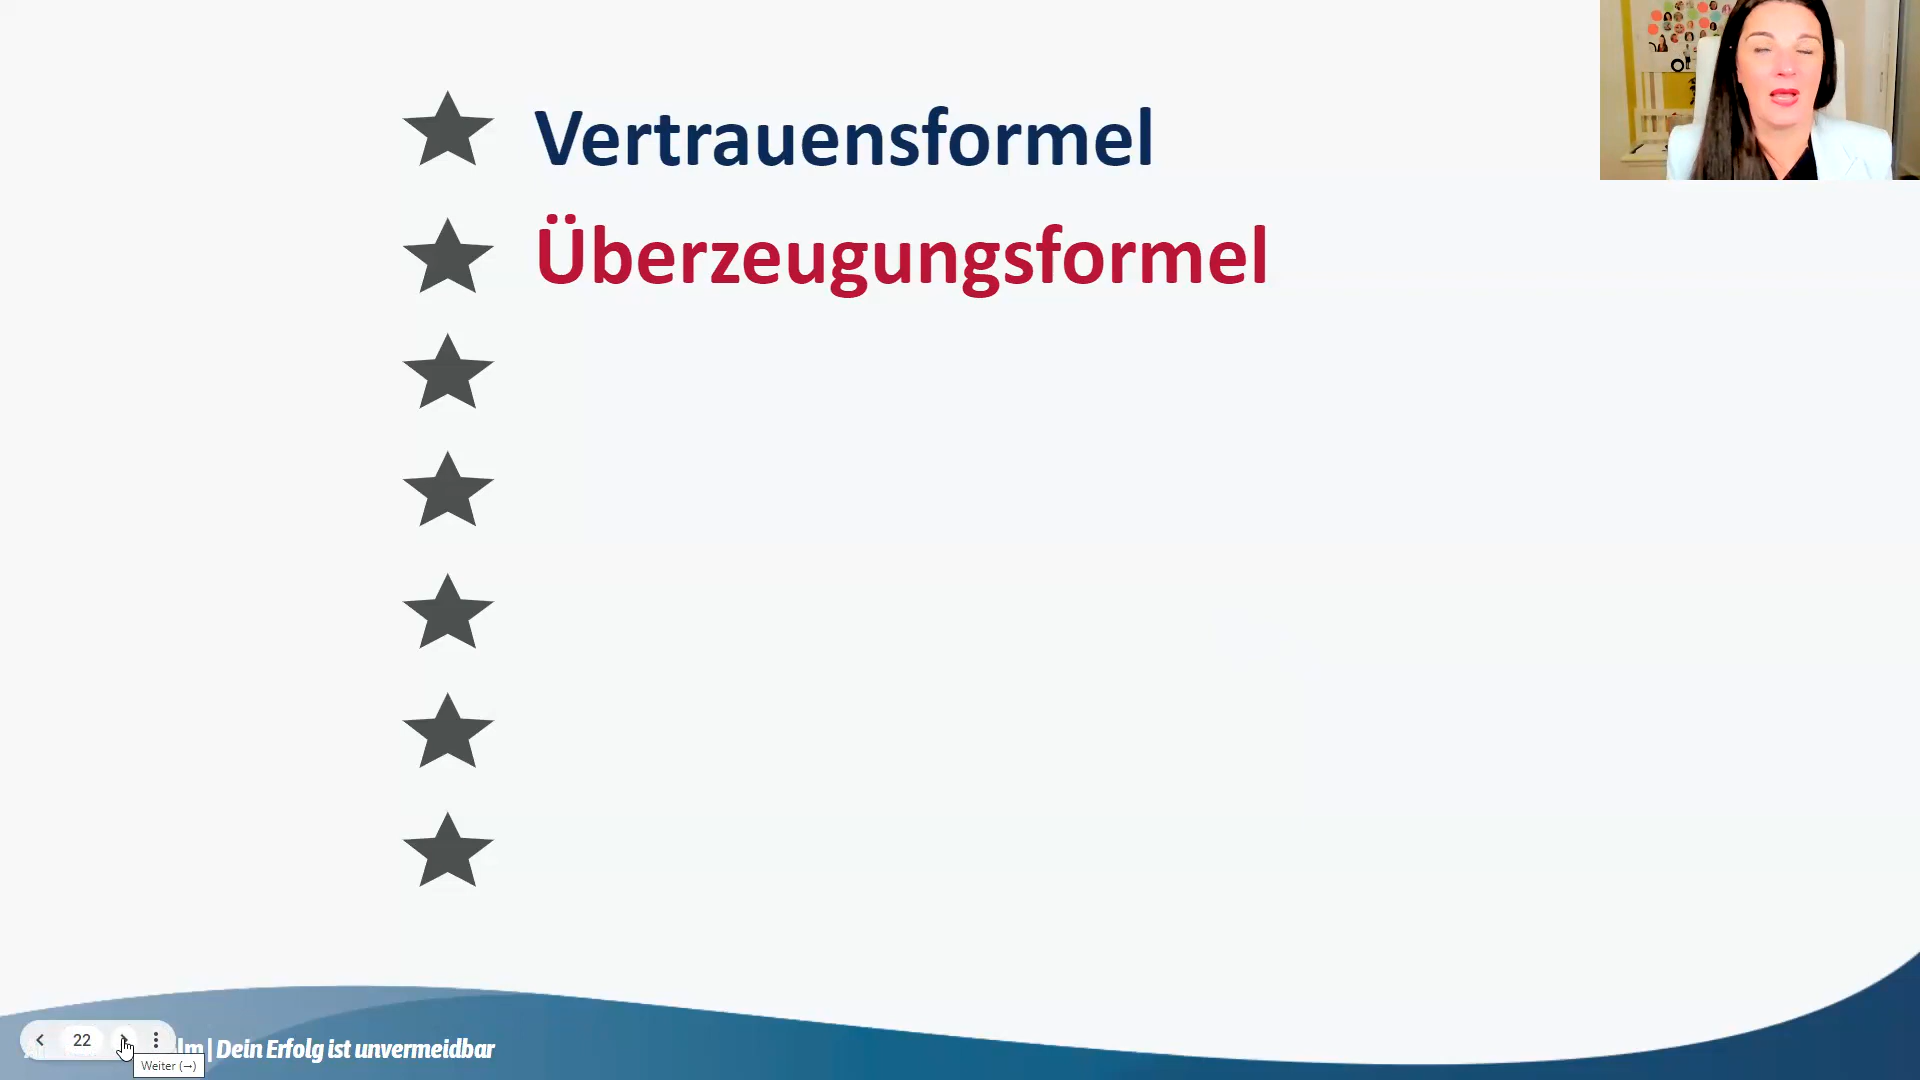 Vertrauensformel
Überzeugungsformel
22
lm | Dein Erfolg ist unvermeidbar
Weiter (→)